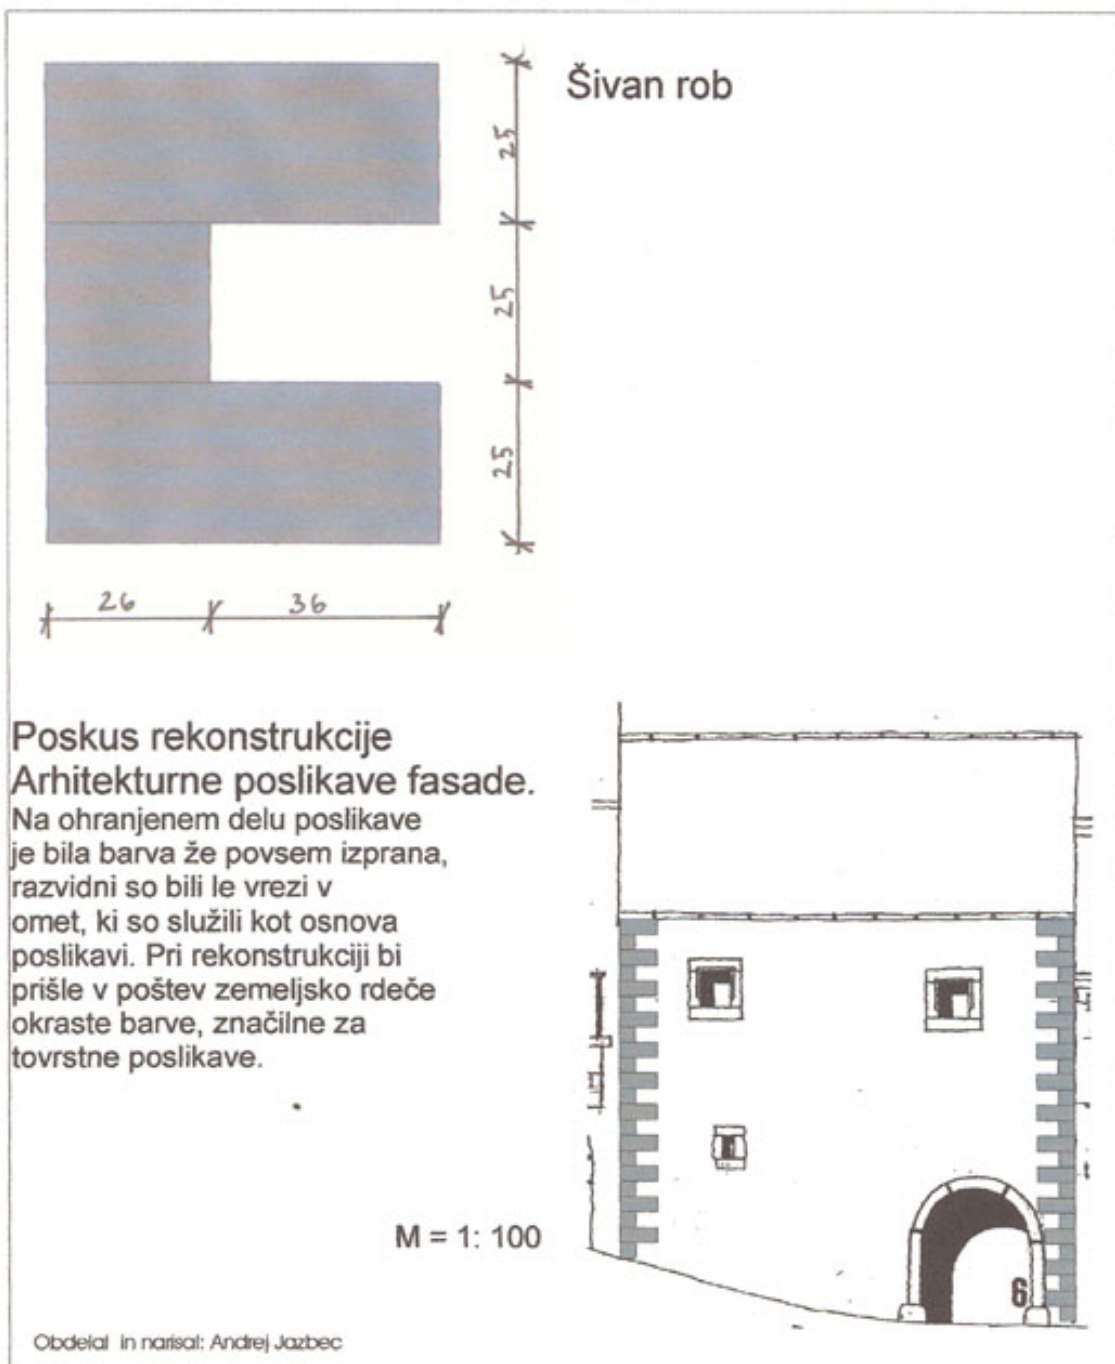 Šivan rob
25
25
25
26 36
Poskus rekonstrukcije
Arhitekturne poslikave fasade.
Na ohranjenem delu poslikave
je bila barva že povsem izprana,
razvidni so bili le vrezi v
omet, ki so služili kot osnova
poslikavi. Pri rekonstrukciji bi
prišle v poštev zemeljsko rdeče
okraste barve, značilne za
tovrstne poslikave.
M = 1: 100
6
Obdelal in narisal: Andrej Jazbec